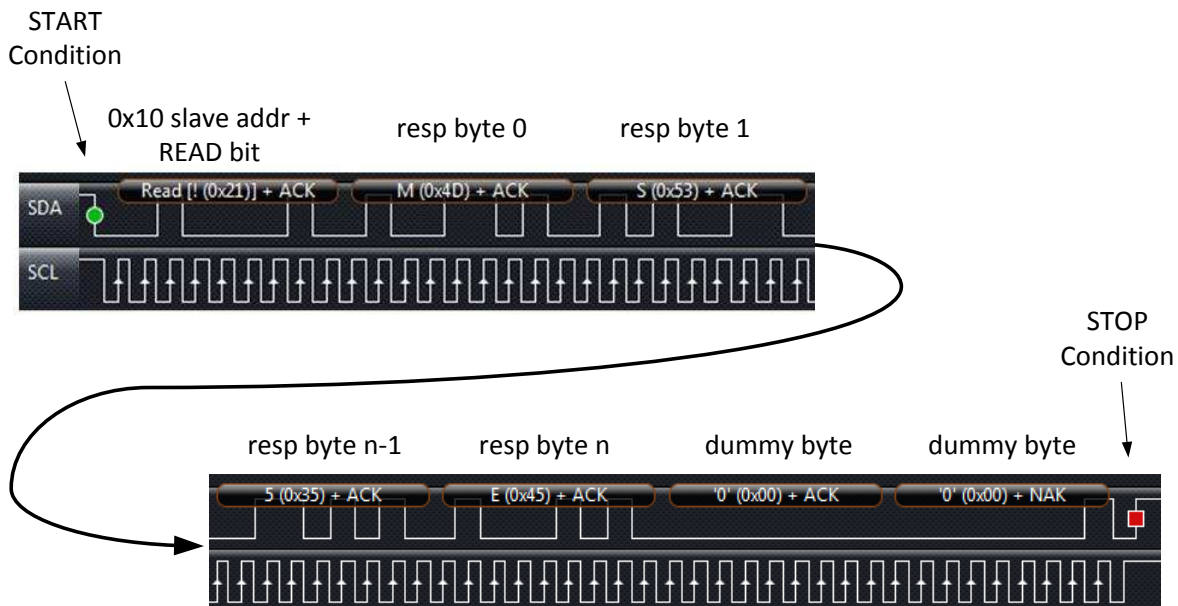 START
Condition
0x10 slave addr +
READ bit
resp byte 0
resp byte 1
SDA
Read [! (0x21)] + ACK
M (0x4D) + ACK
S (0x53) + ACK
SCL
STOP
Condition
resp byte n-1
resp byte n
dummy byte
dummy byte
5 (0x35) + ACK
E (0x45) + ACK
'0' (0x00) + ACK
'0' (0x00) + NAK